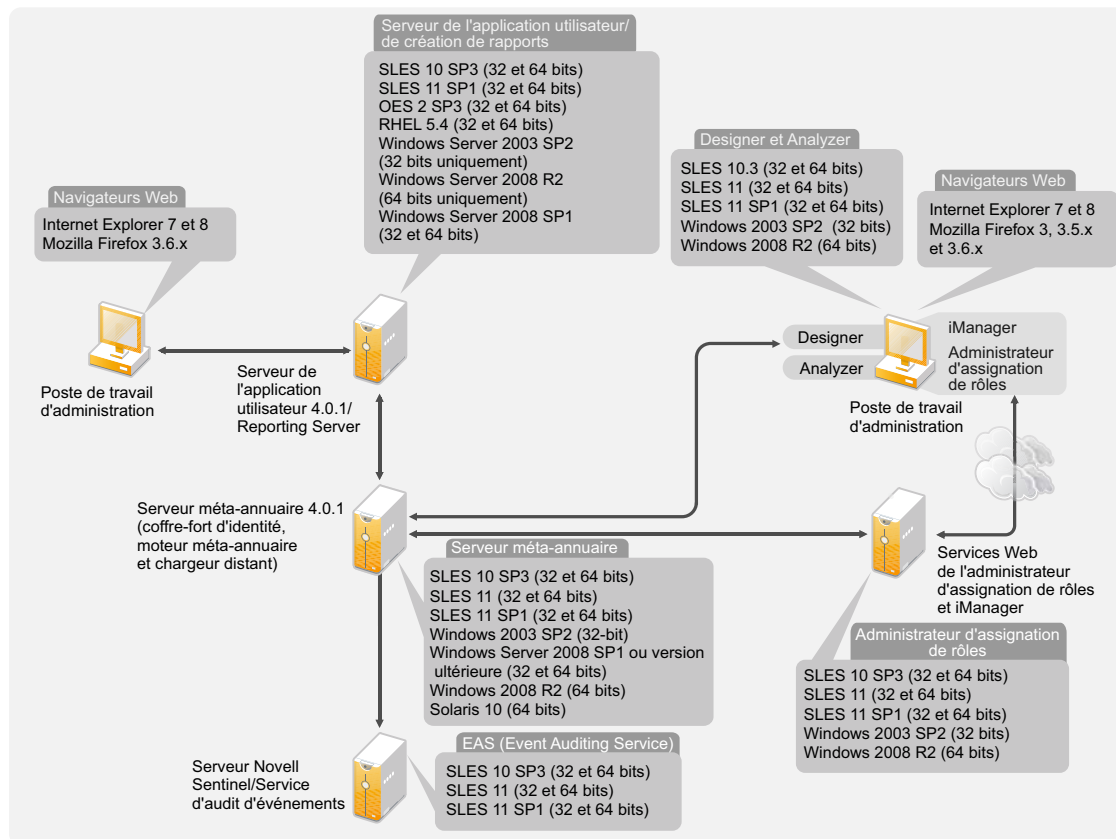 Serveur de l'application utilisateur/
de création de rapports
SLES 10 SP3 (32 et 64 bits)
SLES 11 SP1 (32 et 64 bits)
OES 2 SP3 (32 et 64 bits)
RHEL 5.4 (32 et 64 bits)
Windows Server 2003 SP2
(32 bits uniquement)
Windows Server 2008 R2
(64 bits uniquement)
Windows Server 2008 SP1
(32 et 64 bits)
Designer et Analyzer
SLES 10.3 (32 et 64 bits)
SLES 11 (32 et 64 bits)
SLES 11 SP1 (32 et 64 bits)
Windows 2003 SP2 (32 bits)
Windows 2008 R2 (64 bits)
Navigateurs Web
Internet Explorer 7 et 8
Mozilla Firefox 3.6.x
Navigateurs Web
Internet Explorer 7 et 8
Mozilla Firefox 3, 3.5.x
et 3.6.x
Poste de travail
d'administration
Serveur de
l'application
utilisateur 4.0.1/
Reporting Server
Designer
Analyzer
iManager
Administrateur
d'assignation
de rôles
Poste de travail
d'administration
Serveur méta-annuaire 4.0.1
(coffre-fort d'identité,
moteur méta-annuaire
et chargeur distant)
Serveur méta-annuaire
SLES 10 SP3 (32 et 64 bits)
SLES 11 (32 et 64 bits)
SLES 11 SP1 (32 et 64 bits)
Windows 2003 SP2 (32-bit)
Windows Server 2008 SP1 ou version
ultérieure (32 et 64 bits)
Windows 2008 R2 (64 bits)
Solaris 10 (64 bits)
Services Web
de l'administrateur
d'assignation de rôles
et iManager
Administrateur d'assignation
de rôles
SLES 10 SP3 (32 et 64 bits)
SLES 11 (32 et 64 bits)
SLES 11 SP1 (32 et 64 bits)
Windows 2003 SP2 (32 bits)
Windows 2008 R2 (64 bits)
Serveur Novell
Sentinel/Service
d'audit d'événements
EAS (Event Auditing Service)
SLES 10 SP3 (32 et 64 bits)
SLES 11 (32 et 64 bits)
SLES 11 SP1 (32 et 64 bits)